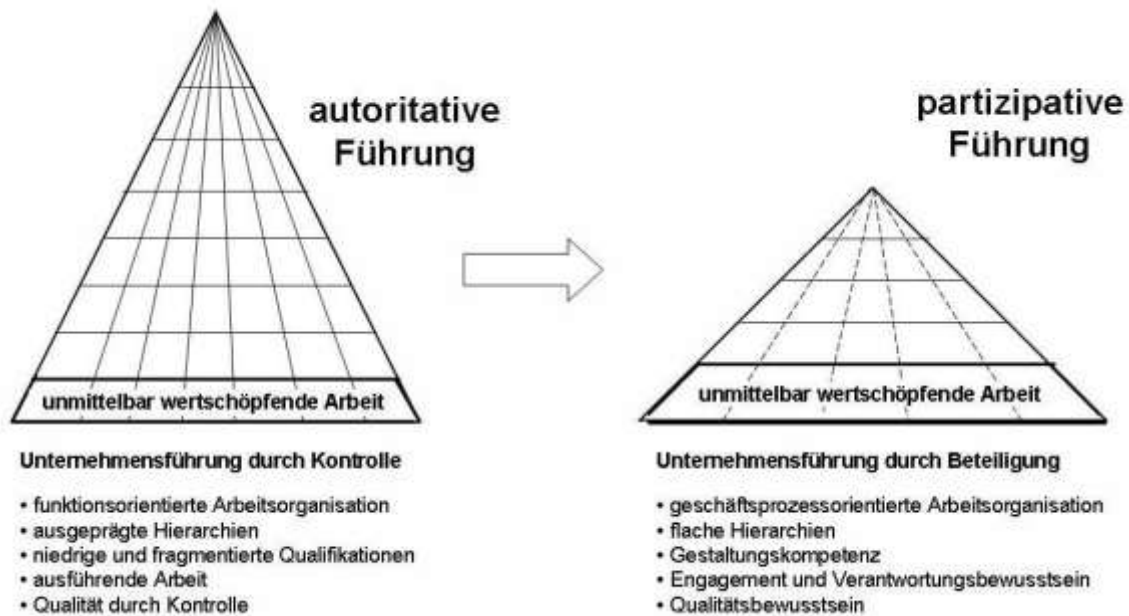 autoritative
Führung
partizipative
Führung
unmittelbar wertschöpfende Arbeit
unmittelbar wertschöpfende Arbeit
Unternehmensführung durch Kontrolle
• funktionsorientierte Arbeitsorganisation
• ausgeprägte Hierarchien
• niedrige und fragmentierte Qualifikationen
• ausführende Arbeit
• Qualität durch Kontrolle
Unternehmensführung durch Beteiligung
• geschäftsprozessorientierte Arbeitsorganisation
• flache Hierarchien
• Gestaltungskompetenz
• Engagement und Verantwortungsbewusstsein
• Qualitätsbewusstsein